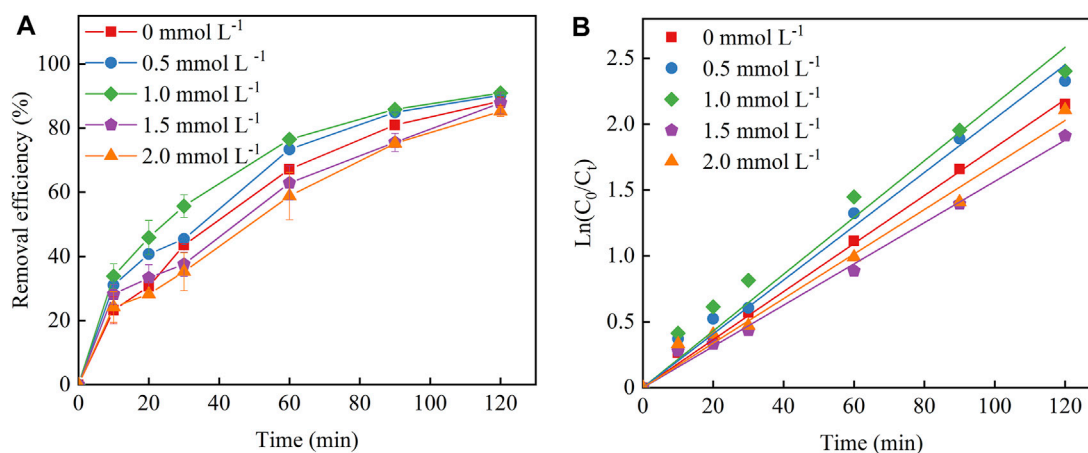 A
0 mmol L⁻¹
0.5 mmol L⁻¹
1.0 mmol L⁻¹
1.5 mmol L⁻¹
2.0 mmol L⁻¹
100
80
60
40
20
0
Removal efficiency (%)
0 20 40 60 80 100 120
Time (min)
B
0 mmol L⁻¹
0.5 mmol L⁻¹
1.0 mmol L⁻¹
1.5 mmol L⁻¹
2.0 mmol L⁻¹
2.5
2.0
1.5
1.0
0.5
0
Ln(C₀/Cₜ)
0 20 40 60 80 100 120
Time (min)